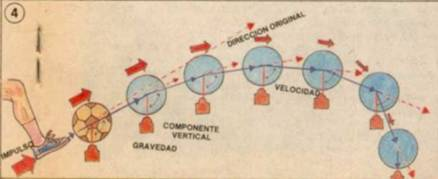 4
DIRECCION ORIGINAL
VELOCIDAD
COMPONENTE
VERTICAL
GRAVEDAD
IMPULSO